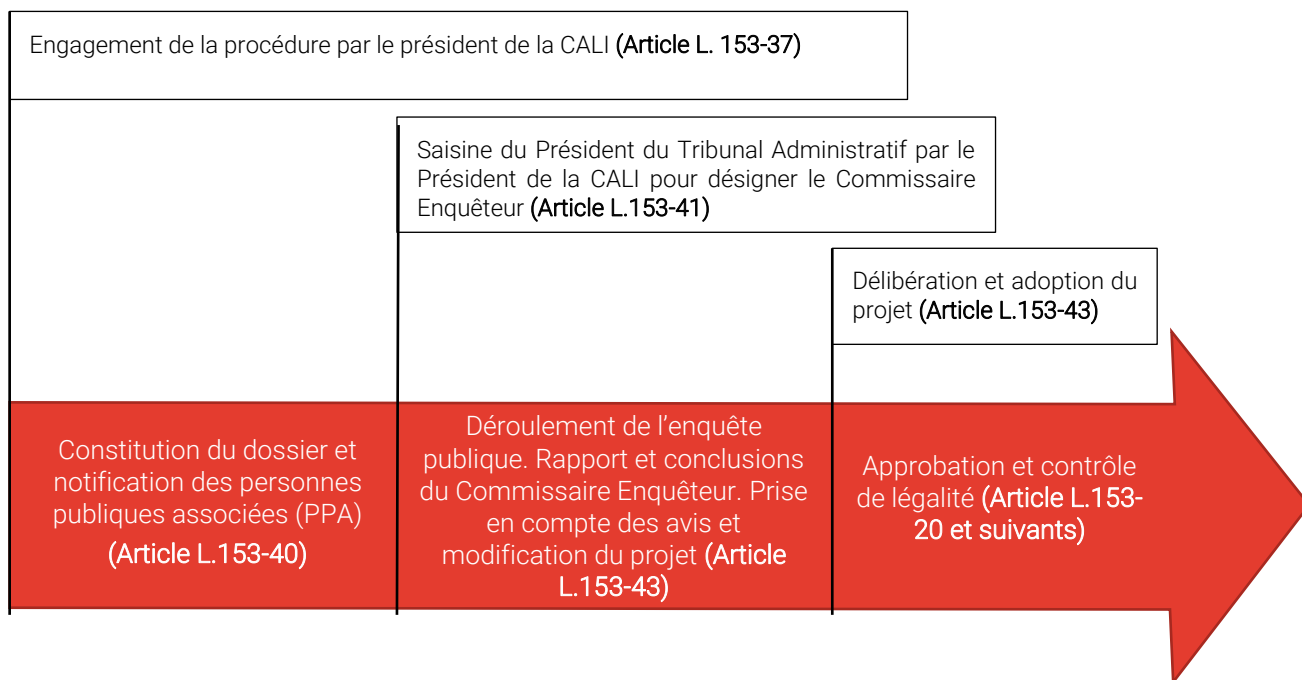 Engagement de la procédure par le président de la CALI (Article L. 153-37)
Saisine du Président du Tribunal Administratif par le
Président de la CALI pour désigner le Commissaire
Enquêteur (Article L.153-41)
Délibération et adoption du
projet (Article L.153-43)
Constitution du dossier et
notification des personnes
publiques associées (PPA)
(Article L.153-40)
Déroulement de l’enquête
publique. Rapport et conclusions
du Commissaire Enquêteur. Prise
en compte des avis et
modification du projet (Article
L.153-43)
Approbation et contrôle
de légalité (Article L.153-
20 et suivants)